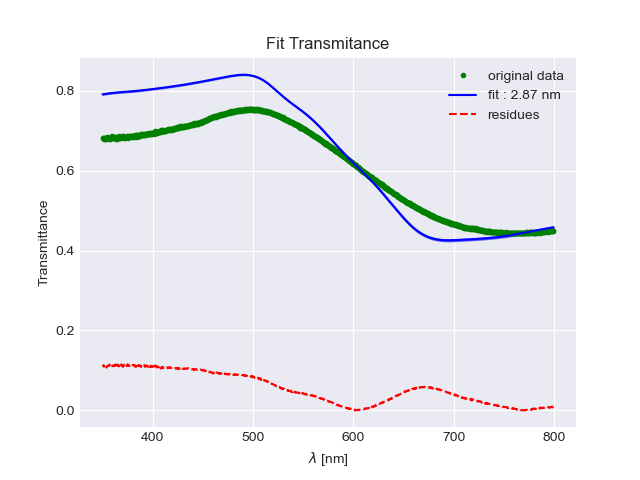 Fit Transmitance
original data
fit : 2.87 nm
residues
Transmittance
0.8
0.6
0.4
0.2
0.0
400 500 600 700 800
λ [nm]